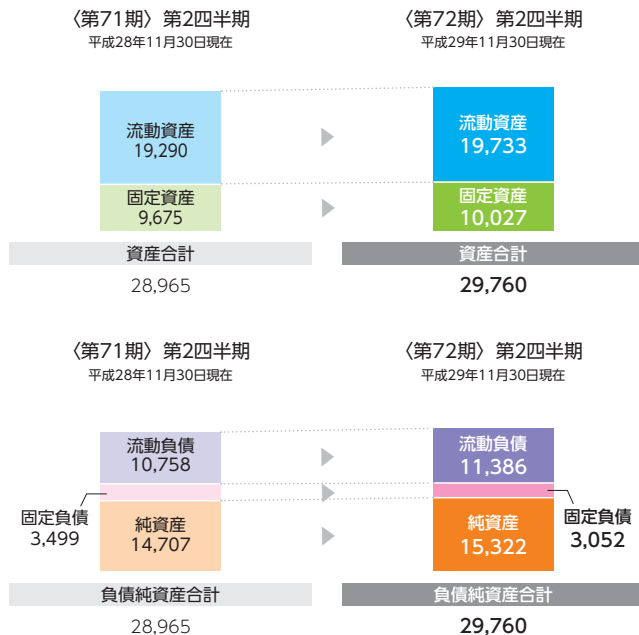 〈第71期〉第2四半期
平成28年11月30日現在
〈第72期〉第2四半期
平成29年11月30日現在
流動資産
19,290
流動資産
19,733
固定資産
9,675
固定資産
10,027
資産合計
資産合計
28,965
29,760
〈第71期〉第2四半期
平成28年11月30日現在
〈第72期〉第2四半期
平成29年11月30日現在
流動負債
10,758
流動負債
11,386
固定負債
3,499
純資産
14,707
純資産
15,322
固定負債
3,052
負債純資産合計
負債純資産合計
28,965
29,760